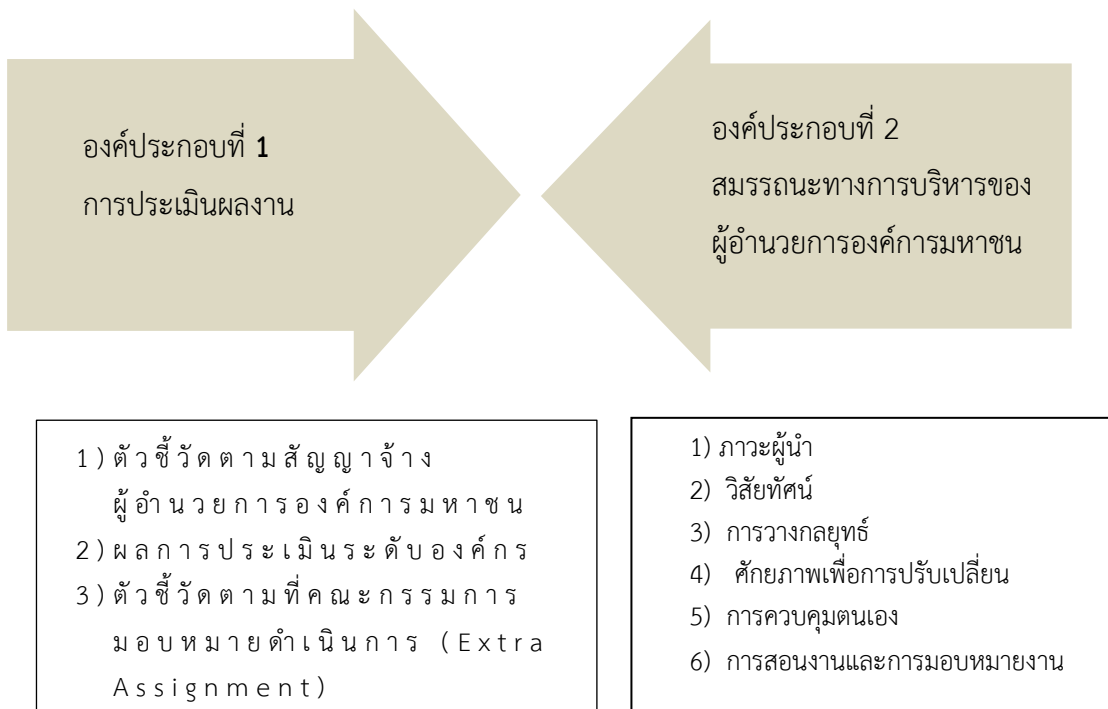 องค์ประกอบที่ 1
การประเมินผลงาน
องค์ประกอบที่ 2
สมรรถนะทางการบริหารของ
ผู้อำนวยการองค์การมหาชน
1) ตัวชี้วัดตามสัญญาจ้าง
ผู้อำนวยการองค์การมหาชน
2) ผลการประเมินระดับองค์กร
3) ตัวชี้วัดตามที่คณะกรรมการ
มอบหมายดำเนินการ (Extra
Assignment)
1) ภาวะผู้นำ
2) วิสัยทัศน์
3) การวางกลยุทธ์
4) ศักยภาพเพื่อการปรับเปลี่ยน
5) การควบคุมตนเอง
6) การสอนงานและการมอบหมายงาน